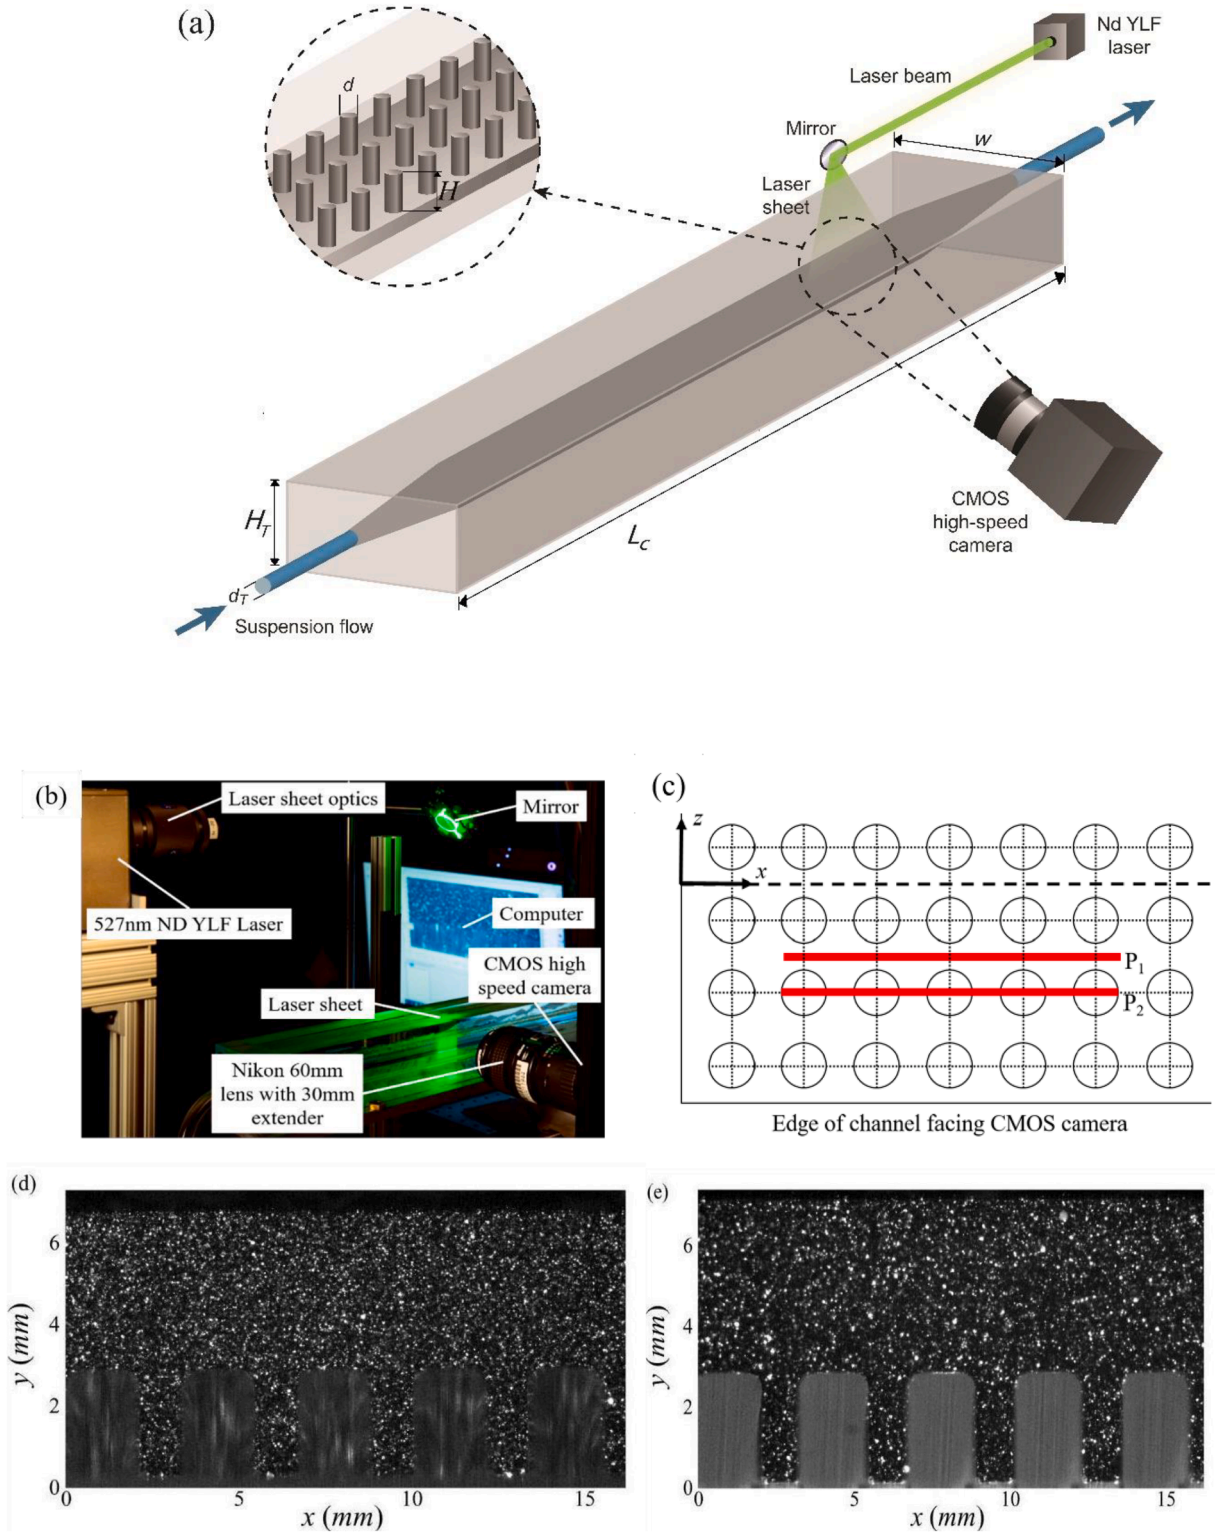 (a)
Nd YLF
laser
Laser beam
d
Mirror
w
Laser
sheet
H
H_T
L_c
CMOS
high-speed
camera
d_T
Suspension flow
(b)
Laser sheet optics
Mirror
527nm ND YLF Laser
Computer
CMOS high
speed camera
Laser sheet
Nikon 60mm
lens with 30mm
extender
(c)
z
x
P1
P2
Edge of channel facing CMOS camera
(d)
6
4
2
0
y (mm)
0 5 10 15
x (mm)
(e)
6
4
2
0
y (mm)
0 5 10 15
x (mm)